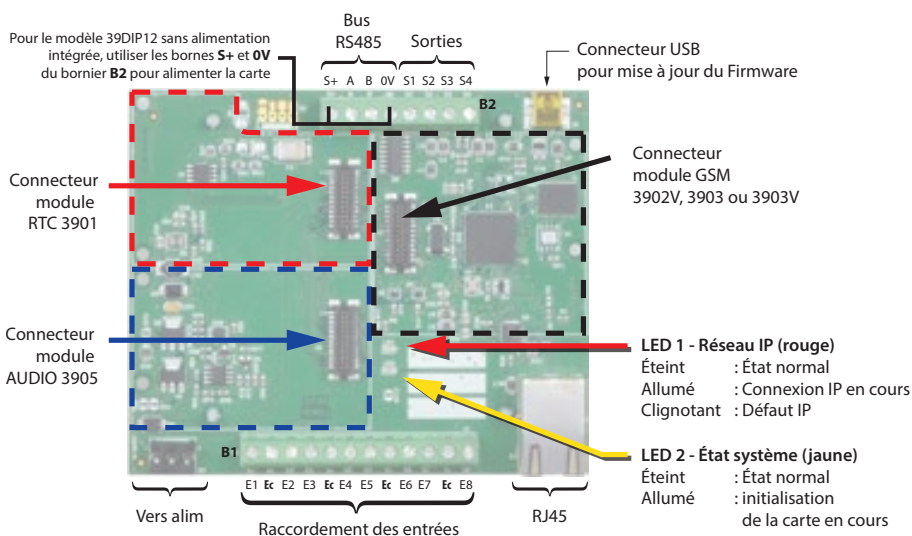 Pour le modèle 39DIP12 sans alimentation
intégrée, utiliser les bornes S+ et 0V
du bornier B2 pour alimenter la carte
Bus
RS485
Sorties
S+ A B 0V S1 S2 S3 S4
B2
Connecteur USB
pour mise à jour du Firmware
Connecteur
module GSM
3902V, 3903 ou 3903V
Connecteur
module
RTC 3901
Connecteur
module
AUDIO 3905
LED 1 - Réseau IP (rouge)
Éteint : État normal
Allumé : Connexion IP en cours
Clignotant : Défaut IP
LED 2 - État système (jaune)
Éteint : État normal
Allumé : initialisation
de la carte en cours
B1
E1 Ec E2 E3 Ec E4 E5 Ec E6 E7 Ec E8
Vers alim
Raccordement des entrées
RJ45